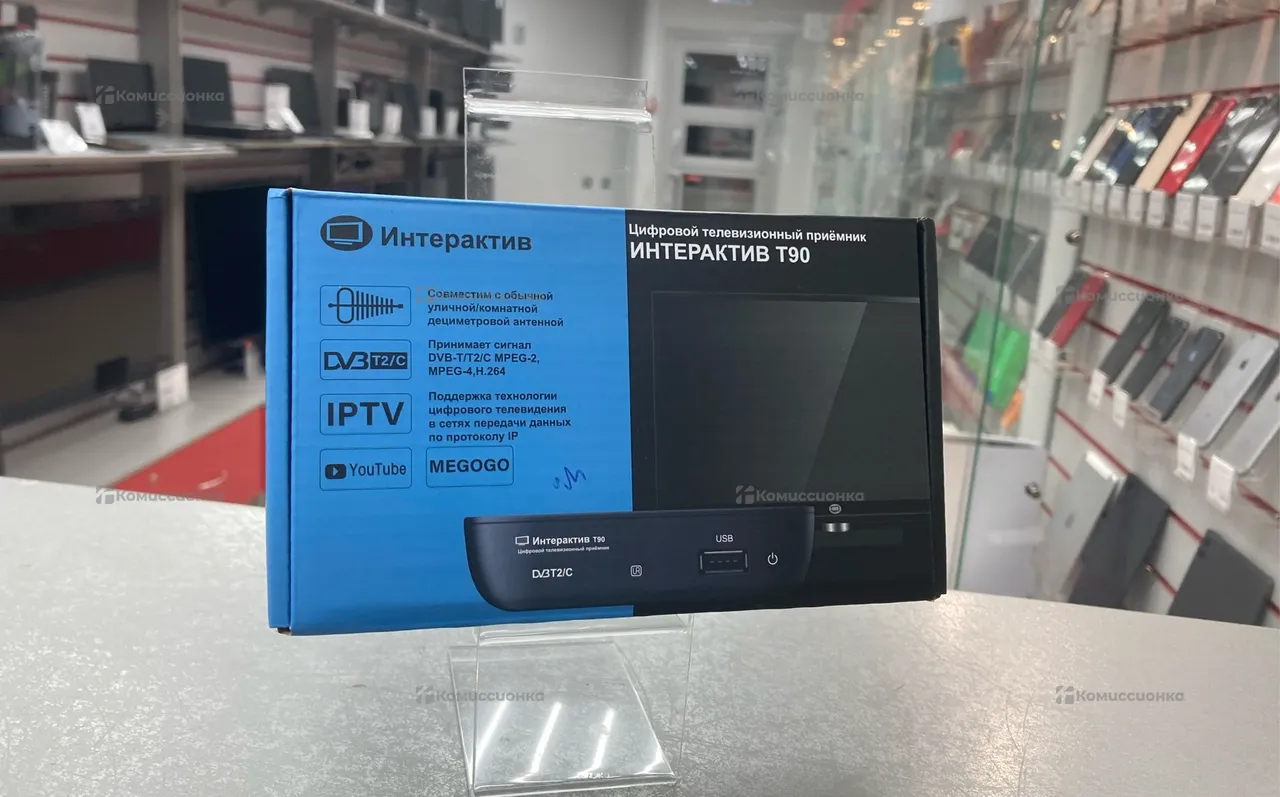 Интерактив
Цифровой телевизионный приёмник
ИНТЕРАКТИВ T90
Совместим с обычной
уличной/комнатной
дециметровой антенной
DVB T2/C
Принимает сигнал
DVB-T/T2/C MPEG-2,
MPEG-4,H.264
IPTV
Поддержка технологии
цифрового телевидения
в сетях передачи данных
по протоколу IP
YouTube
MEGOGO
Интерактив T90
Цифровой телевизионный приёмник
DVB T2/C
USB
Комиссионка
Комиссионка
Комиссионка
Комиссионка
Комиссионка
Комиссионка
Комиссионка